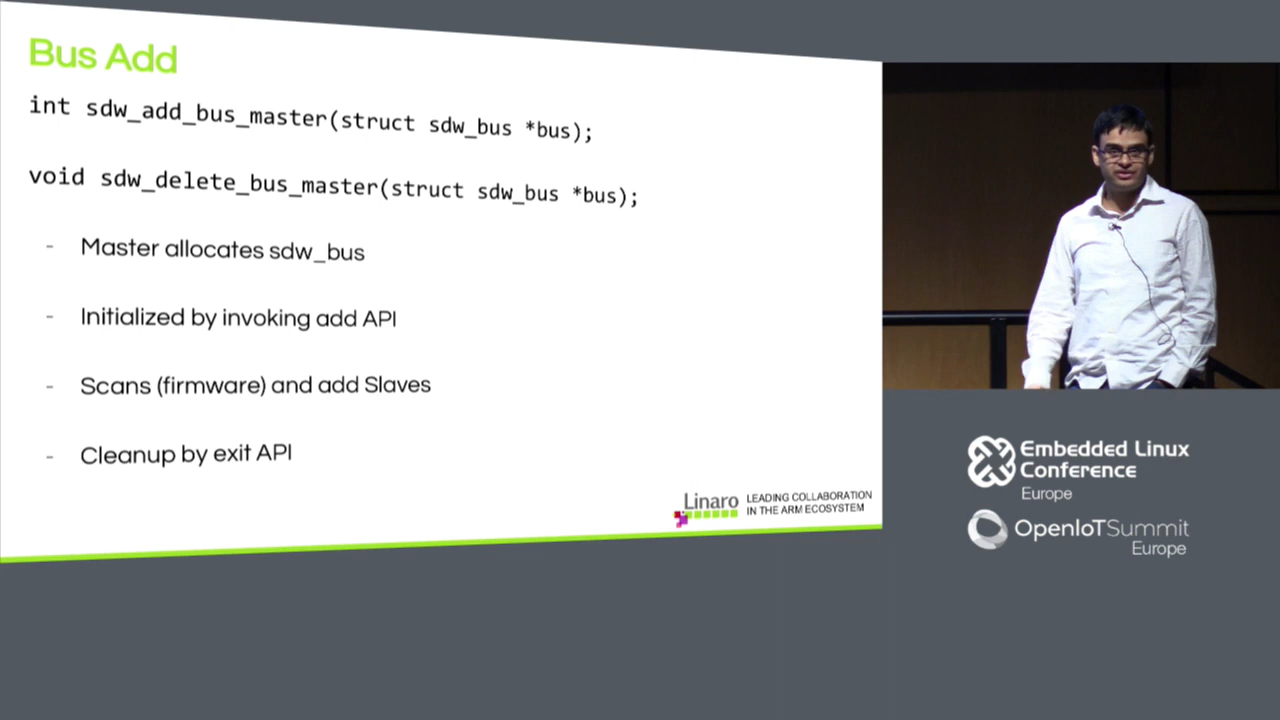 Bus Add
int sdw_add_bus_master(struct sdw_bus *bus);
void sdw_delete_bus_master(struct sdw_bus *bus);
- Master allocates sdw_bus
- Initialized by invoking add API
- Scans (firmware) and add Slaves
- Cleanup by exit API
Linaro
LEADING COLLABORATION
IN THE ARM ECOSYSTEM
Embedded Linux
Conference
Europe
OpenIoTSummit
Europe